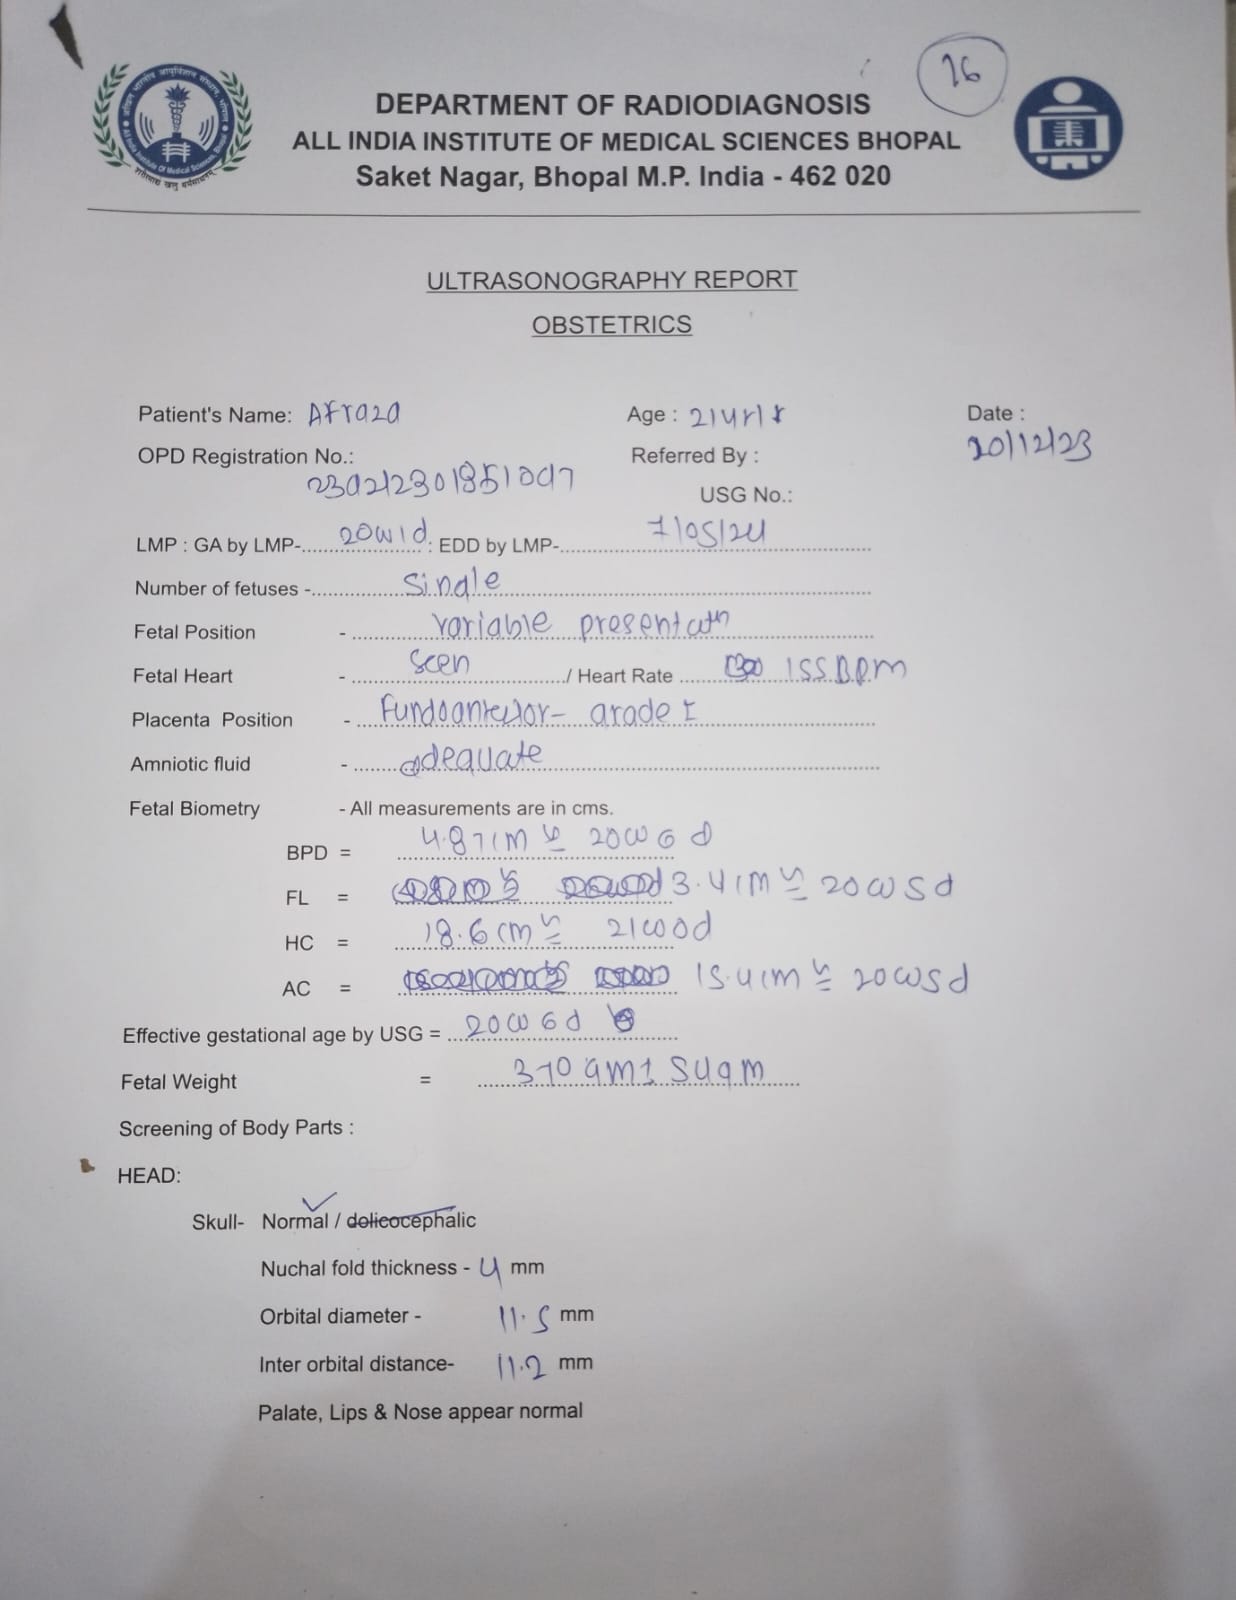 16
DEPARTMENT OF RADIODIAGNOSIS
ALL INDIA INSTITUTE OF MEDICAL SCIENCES BHOPAL
Saket Nagar, Bhopal M.P. India - 462 020
ULTRASONOGRAPHY REPORT
OBSTETRICS
Patient's Name: Afraza Age : 21yrs Date :
OPD Registration No.: Referred By : 20/12/23
USG No.:
LMP : GA by LMP- 20w1d : EDD by LMP- 7/05/24
Number of fetuses - Single
Fetal Position - Variable presentatn
Fetal Heart - Seen / Heart Rate 155 BPM
Placenta Position - Fundoanterior - Grade I
Amniotic fluid - adequate
Fetal Biometry - All measurements are in cms.
BPD = 4.87cm ≃ 20w6d
FL = 3.4cm ≃ 20w5d
HC = 18.6cm ≃ 21w0d
AC = 15.4cm ≃ 20w5d
Effective gestational age by USG = 20w6d
Fetal Weight = 370gm± 54gm
Screening of Body Parts :
HEAD:
Skull- Normal / dolicocephalic
Nuchal fold thickness - 4 mm
Orbital diameter - 11.5 mm
Inter orbital distance- 11.2 mm
Palate, Lips & Nose appear normal